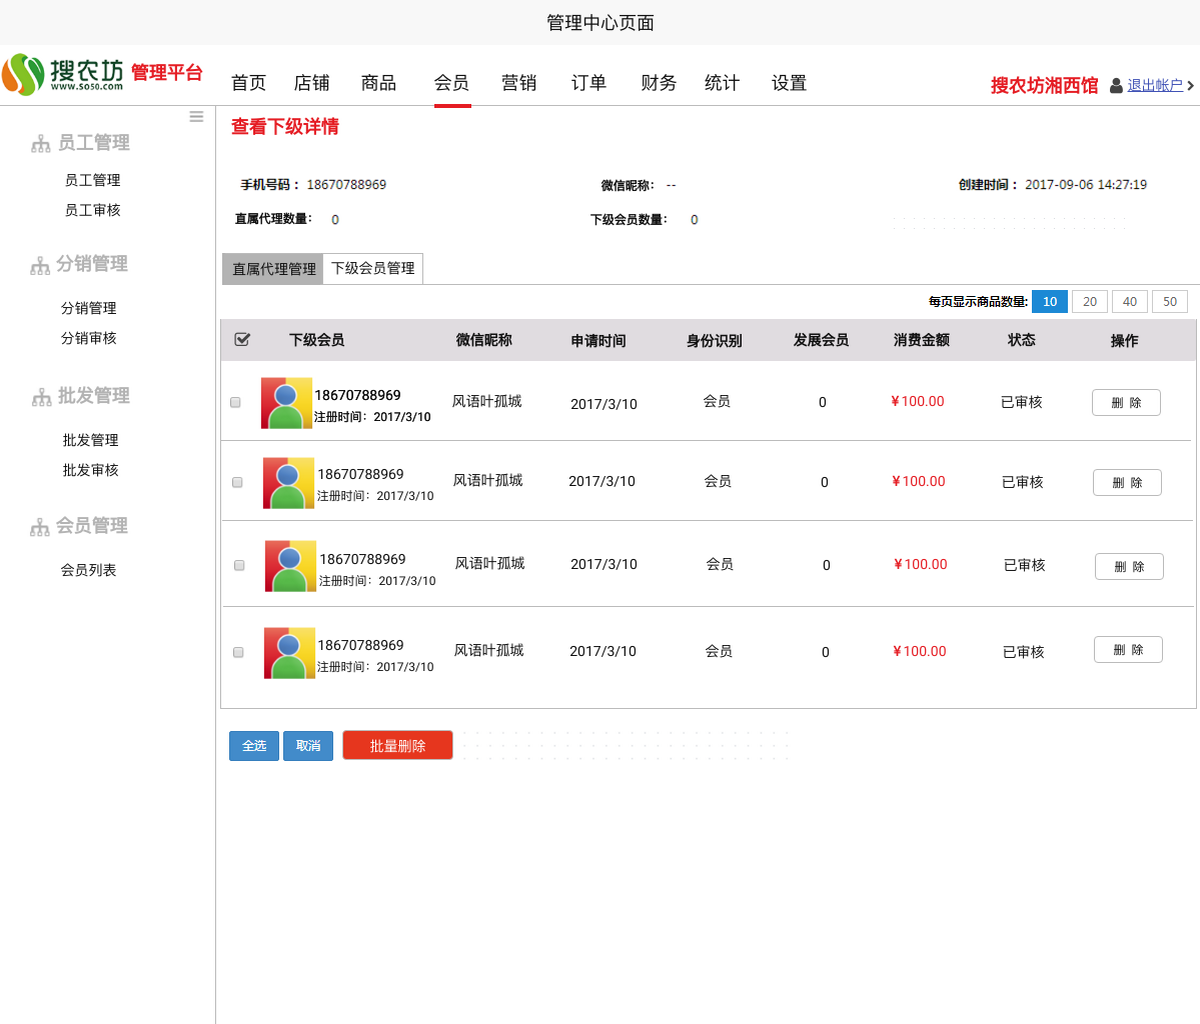 管理中心页面
搜农坊 管理平台
www.so50.com
首页 店铺 商品 会员 营销 订单 财务 统计 设置
搜农坊湘西馆 退出帐户
员工管理
员工管理
员工审核
分销管理
分销管理
分销审核
批发管理
批发管理
批发审核
会员管理
会员列表
查看下级详情
手机号码： 18670788969 微信昵称： -- 创建时间： 2017-09-06 14:27:19
直属代理数量： 0 下级会员数量： 0
直属代理管理 下级会员管理
每页显示商品数量: 10 20 40 50
下级会员 微信昵称 申请时间 身份识别 发展会员 消费金额 状态 操作
18670788969 风语叶孤城 2017/3/10 会员 0 ¥100.00 已审核 删 除
注册时间：2017/3/10
18670788969 风语叶孤城 2017/3/10 会员 0 ¥100.00 已审核 删 除
注册时间：2017/3/10
18670788969 风语叶孤城 2017/3/10 会员 0 ¥100.00 已审核 删 除
注册时间：2017/3/10
18670788969 风语叶孤城 2017/3/10 会员 0 ¥100.00 已审核 删 除
注册时间：2017/3/10
全选 取消 批量删除